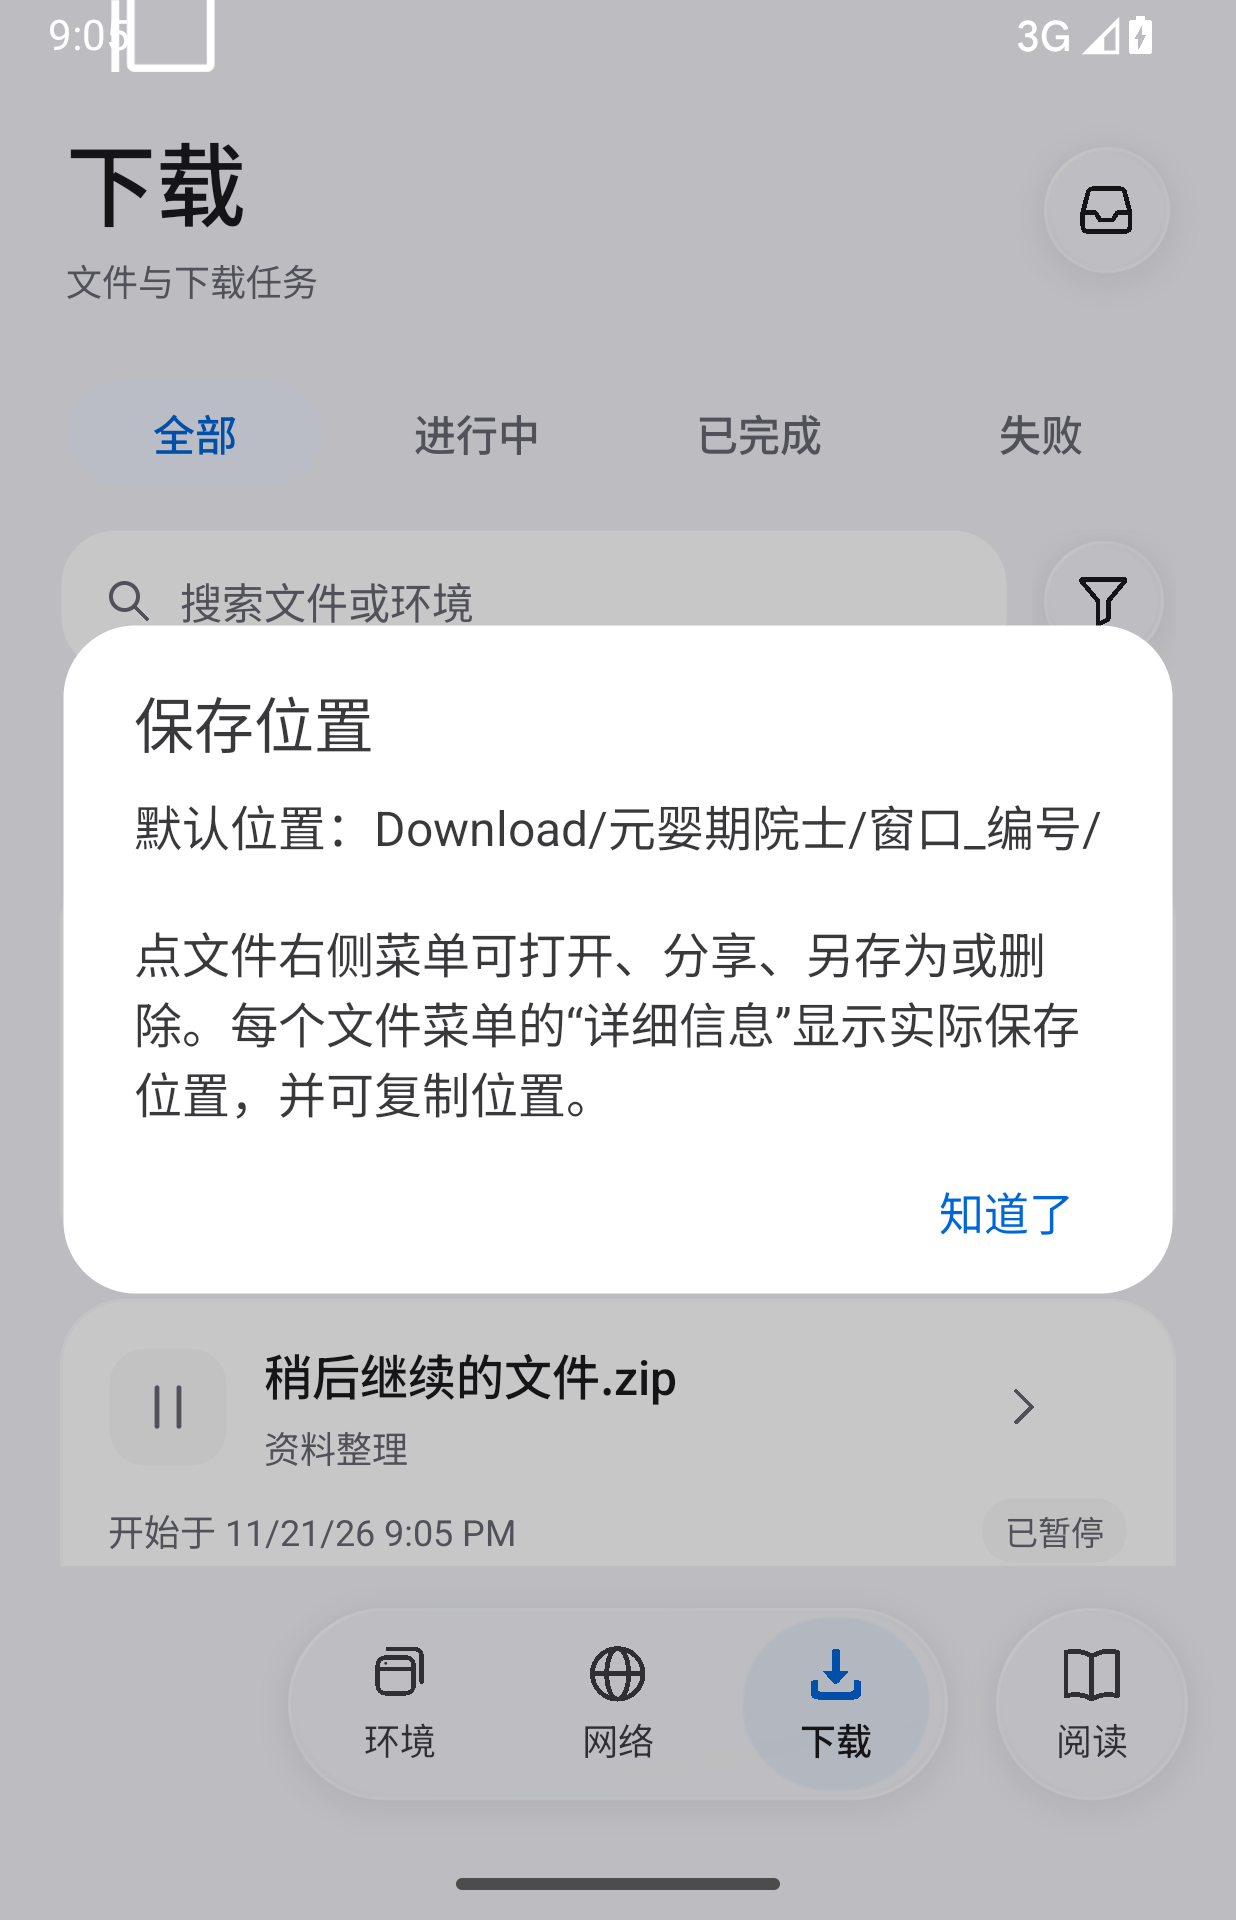 9:05
3G
下载
文件与下载任务
全部
进行中
已完成
失败
搜索文件或环境
保存位置
默认位置：Download/元婴期院士/窗口_编号/
点文件右侧菜单可打开、分享、另存为或删
除。每个文件菜单的“详细信息”显示实际保存
位置，并可复制位置。
知道了
稍后继续的文件.zip
资料整理
开始于 11/21/26 9:05 PM
已暂停
环境
网络
下载
阅读